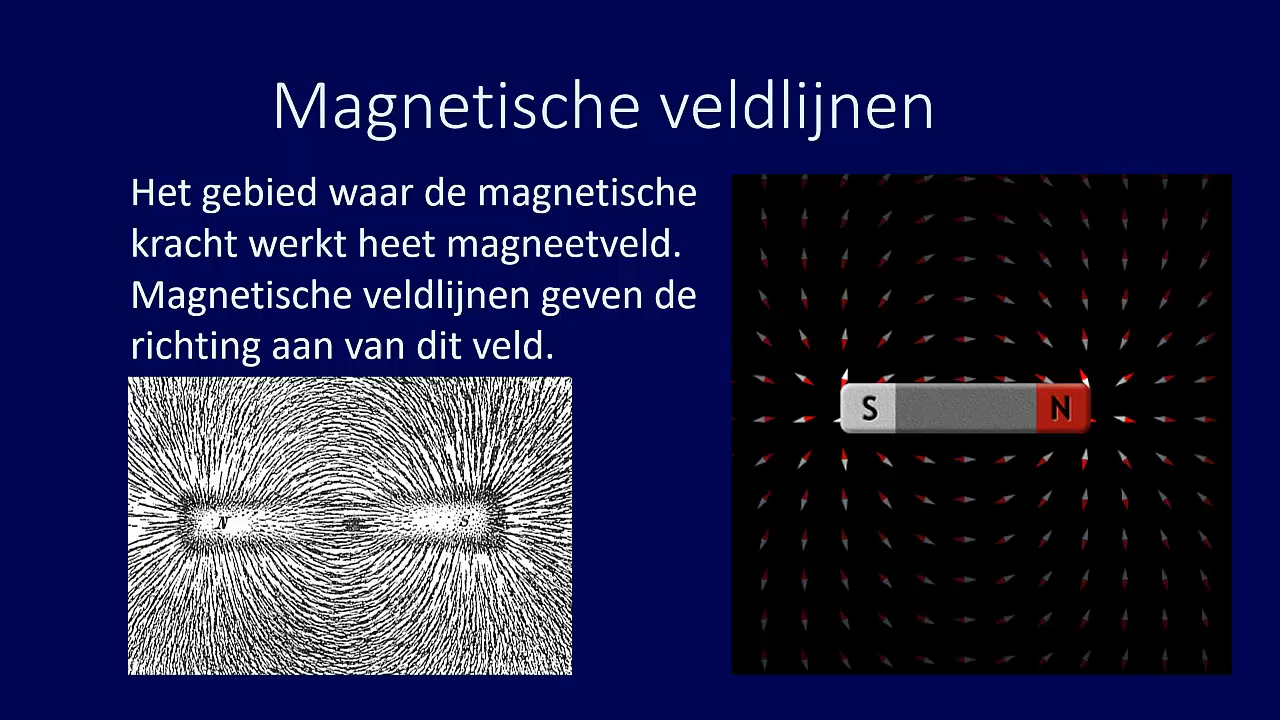 Magnetische veldlijnen
Het gebied waar de magnetische
kracht werkt heet magneetveld.
Magnetische veldlijnen geven de
richting aan van dit veld.
N S
S N